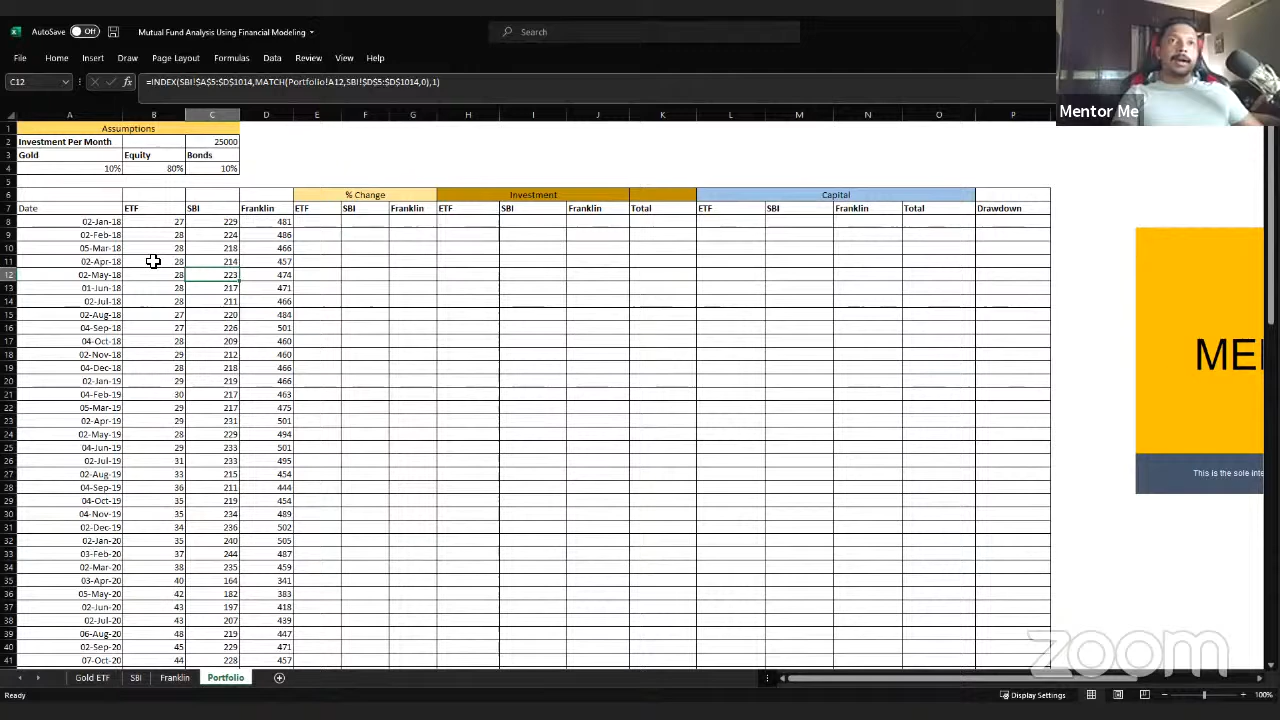 AutoSave Off Mutual Fund Analysis Using Financial Modeling Search
File Home Insert Draw Page Layout Formulas Data Review View Help
C12 fx =INDEX(SBI!$A$5:$D$1014,MATCH(Portfolio!A12,SBI!$D$5:$D$1014,0),1)
Mentor Me
A B C D E F G H I J K L M N O P
1 Assumptions
2 Investment Per Month 25000
3 Gold Equity Bonds
4 10% 80% 10%
5
6 % Change Investment Capital
7 Date ETF SBI Franklin ETF SBI Franklin ETF SBI Franklin Total ETF SBI Franklin Total Drawdown
8 02-Jan-18 27 229 481
9 02-Feb-18 28 224 486
10 05-Mar-18 28 218 466
11 02-Apr-18 28 214 457
12 02-May-18 28 223 474
13 01-Jun-18 28 217 471
14 02-Jul-18 28 211 466
15 02-Aug-18 27 220 484
16 04-Sep-18 27 226 501
17 04-Oct-18 28 209 460
18 02-Nov-18 29 212 460
19 04-Dec-18 28 218 466
20 02-Jan-19 29 219 466
21 04-Feb-19 30 217 463
22 05-Mar-19 29 217 475
23 02-Apr-19 29 231 501
24 02-May-19 28 229 494
25 04-Jun-19 29 233 501
26 02-Jul-19 31 233 495
27 02-Aug-19 33 215 454
28 04-Sep-19 36 211 444
29 04-Oct-19 35 219 454
30 04-Nov-19 35 234 489
31 02-Dec-19 34 236 502
32 02-Jan-20 35 240 505
33 03-Feb-20 37 244 487
34 02-Mar-20 38 235 459
35 03-Apr-20 40 164 341
36 05-May-20 42 182 383
37 02-Jun-20 43 197 418
38 02-Jul-20 43 207 439
39 06-Aug-20 48 219 447
40 02-Sep-20 45 229 471
41 07-Oct-20 44 228 457
This is the sole inte
zoom
Gold ETF SBI Franklin Portfolio
Ready Display Settings 100%